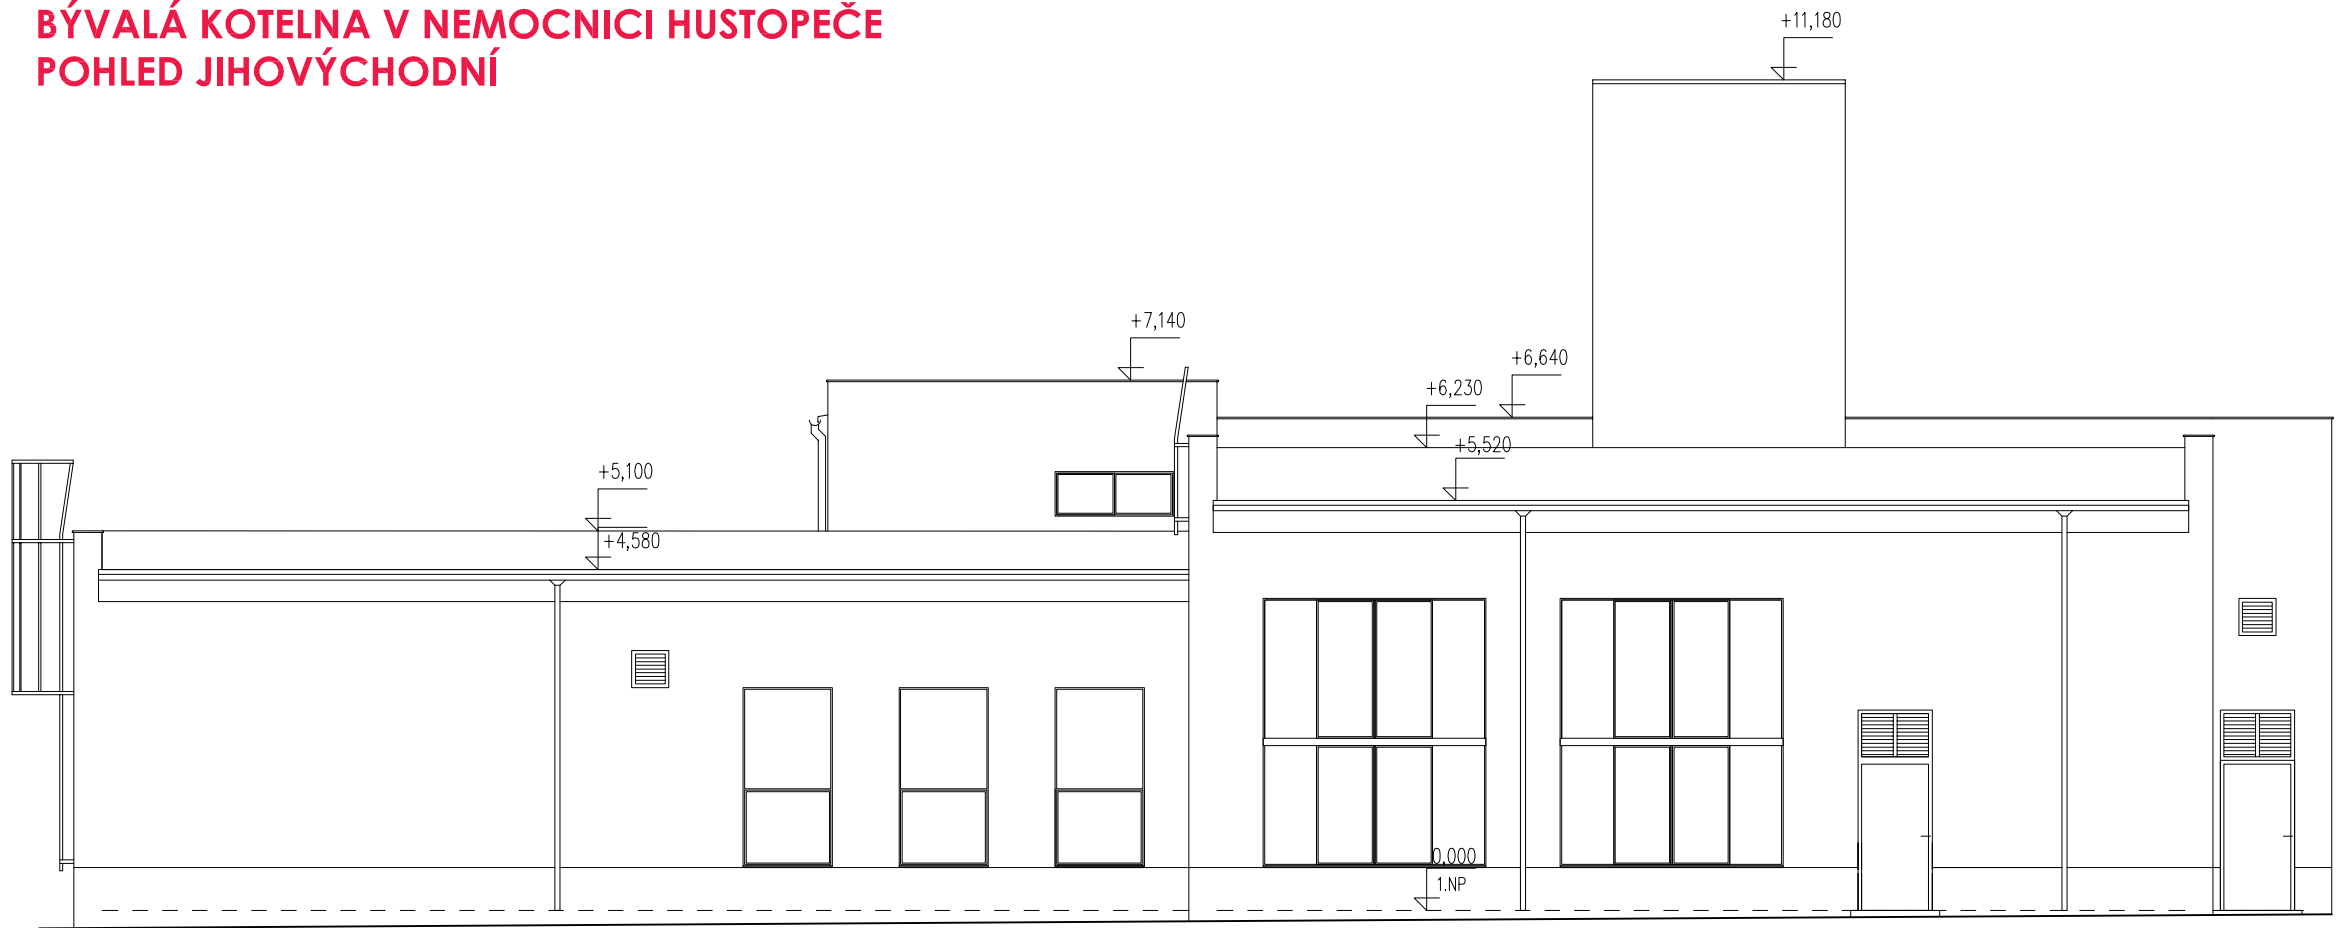 BÝVALÁ KOTELNA V NEMOCNICI HUSTOPEČE
POHLED JIHOVÝCHODNÍ
+11,180
+7,140
+6,640
+6,230
+5,520
+5,100
+4,580
0,000
1.NP